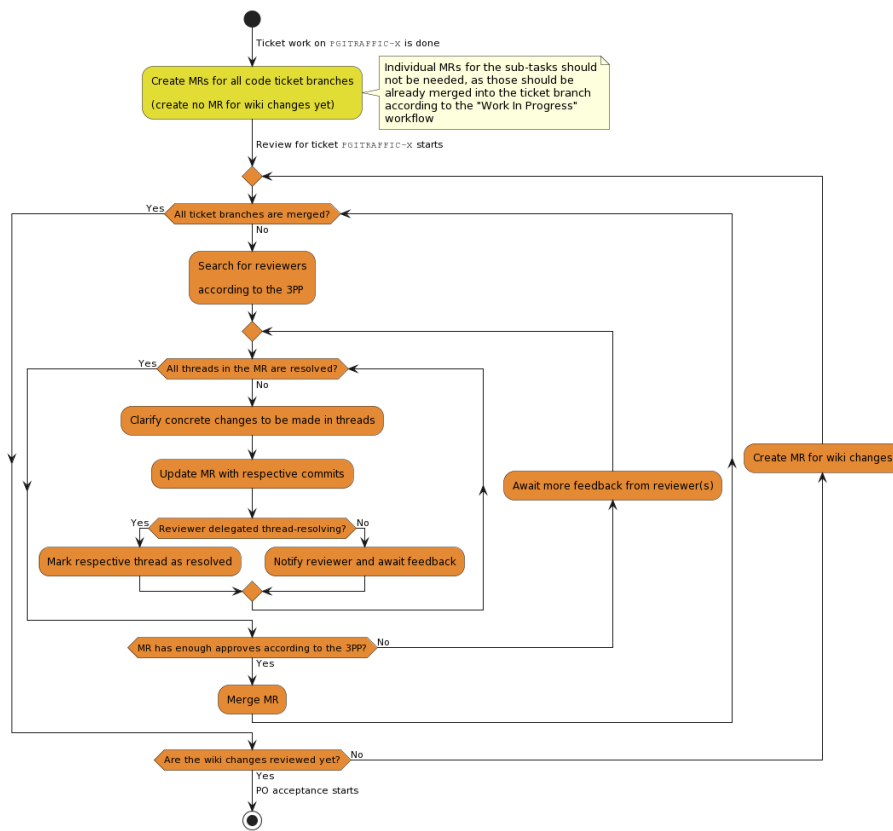 Ticket work on PGITRAFFIC-X is done
Create MRs for all code ticket branches
(create no MR for wiki changes yet)
Individual MRs for the sub-tasks should
not be needed, as those should be
already merged into the ticket branch
according to the "Work In Progress"
workflow
Review for ticket PGITRAFFIC-X starts
Yes
All ticket branches are merged?
No
Search for reviewers
according to the 3PP
Yes
All threads in the MR are resolved?
No
Clarify concrete changes to be made in threads
Create MR for wiki changes
Update MR with respective commits
Await more feedback from reviewer(s)
Yes
Reviewer delegated thread-resolving?
No
Mark respective thread as resolved
Notify reviewer and await feedback
MR has enough approves according to the 3PP?
No
Yes
Merge MR
Are the wiki changes reviewed yet?
No
Yes
PO acceptance starts